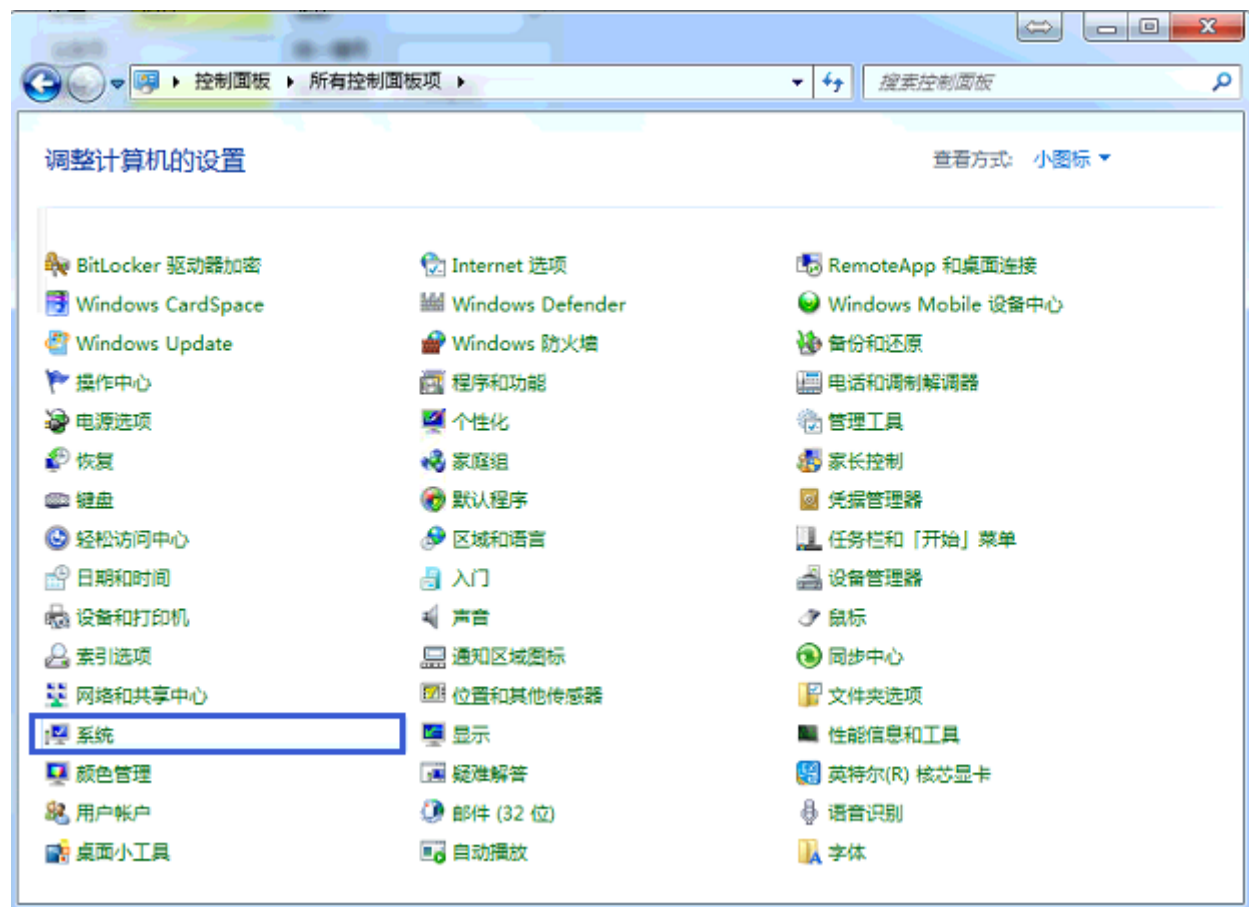 控制面板 ▸ 所有控制面板项 ▸
搜索控制面板
调整计算机的设置
查看方式: 小图标
BitLocker 驱动器加密
Internet 选项
RemoteApp 和桌面连接
Windows CardSpace
Windows Defender
Windows Mobile 设备中心
Windows Update
Windows 防火墙
备份和还原
操作中心
程序和功能
电话和调制解调器
电源选项
个性化
管理工具
恢复
家庭组
家长控制
键盘
默认程序
凭据管理器
轻松访问中心
区域和语言
任务栏和「开始」菜单
日期和时间
入门
设备管理器
设备和打印机
声音
鼠标
索引选项
通知区域图标
同步中心
网络和共享中心
位置和其他传感器
文件夹选项
系统
显示
性能信息和工具
颜色管理
疑难解答
英特尔(R) 核芯显卡
用户帐户
邮件 (32 位)
语音识别
桌面小工具
自动播放
字体